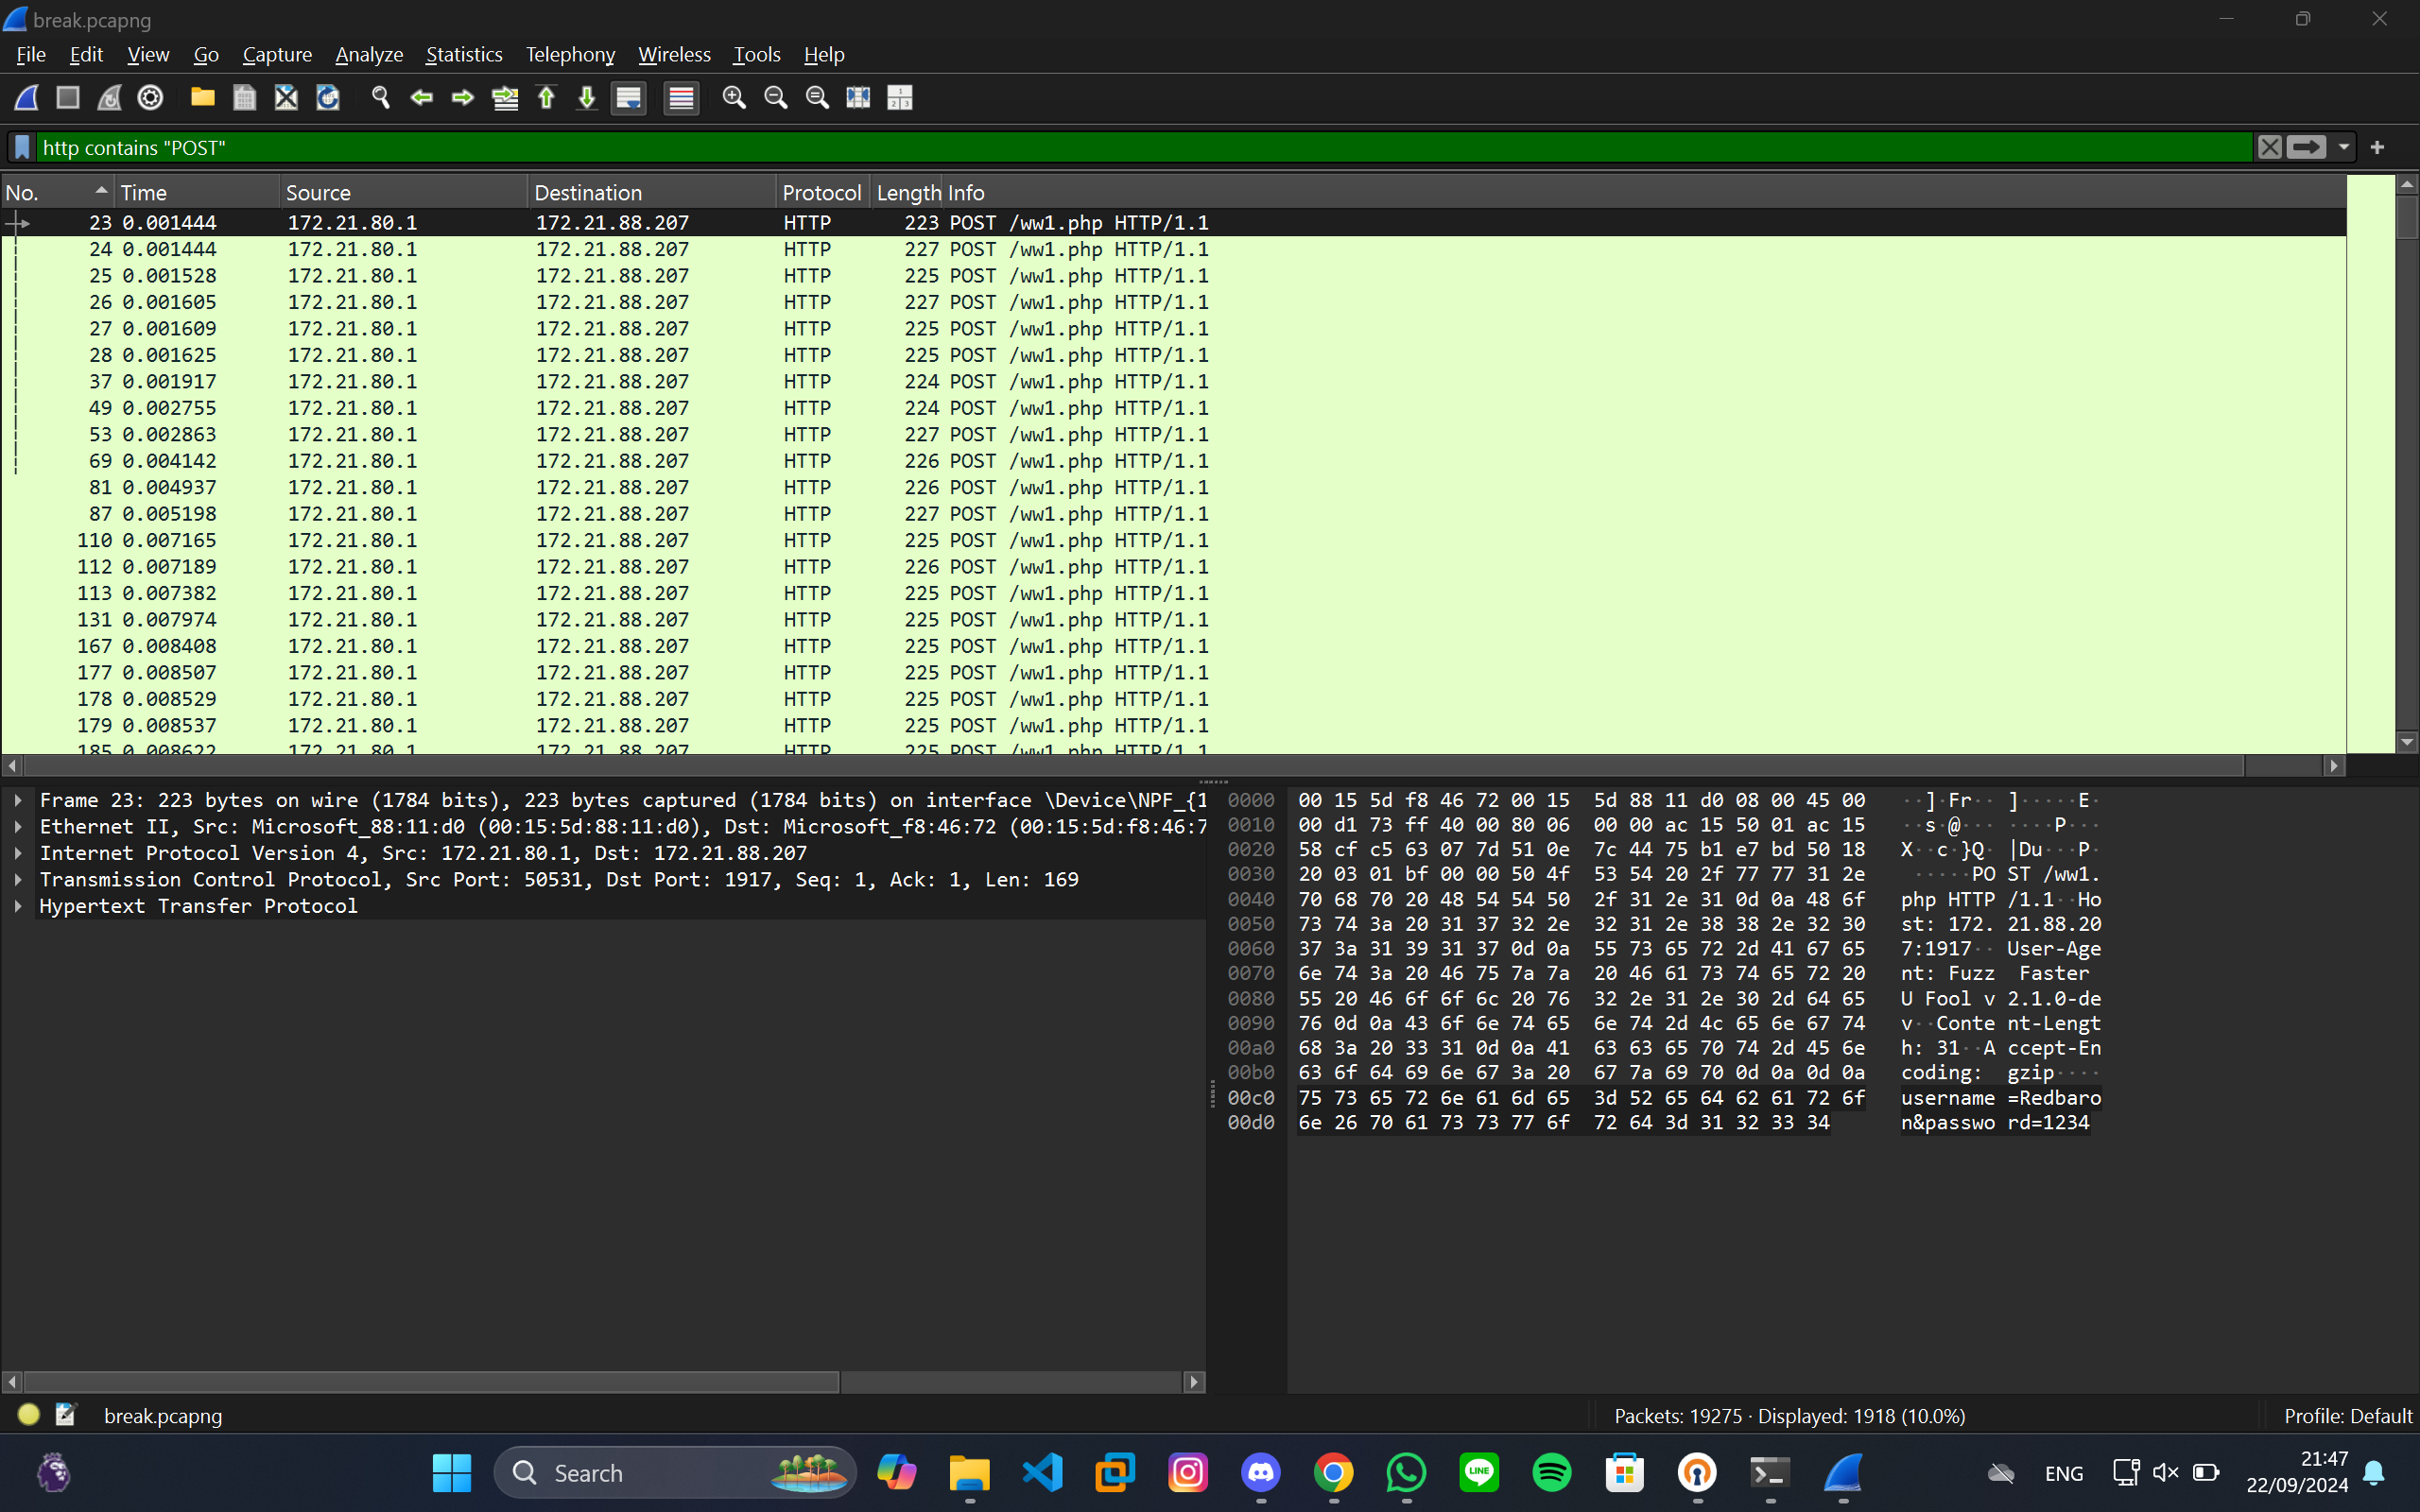 break.pcapng
File Edit View Go Capture Analyze Statistics Telephony Wireless Tools Help
http contains "POST"
No. Time Source Destination Protocol Length Info
23 0.001444 172.21.80.1 172.21.88.207 HTTP 223 POST /ww1.php HTTP/1.1
24 0.001444 172.21.80.1 172.21.88.207 HTTP 227 POST /ww1.php HTTP/1.1
25 0.001528 172.21.80.1 172.21.88.207 HTTP 225 POST /ww1.php HTTP/1.1
26 0.001605 172.21.80.1 172.21.88.207 HTTP 227 POST /ww1.php HTTP/1.1
27 0.001609 172.21.80.1 172.21.88.207 HTTP 225 POST /ww1.php HTTP/1.1
28 0.001625 172.21.80.1 172.21.88.207 HTTP 225 POST /ww1.php HTTP/1.1
37 0.001917 172.21.80.1 172.21.88.207 HTTP 224 POST /ww1.php HTTP/1.1
49 0.002755 172.21.80.1 172.21.88.207 HTTP 224 POST /ww1.php HTTP/1.1
53 0.002863 172.21.80.1 172.21.88.207 HTTP 227 POST /ww1.php HTTP/1.1
69 0.004142 172.21.80.1 172.21.88.207 HTTP 226 POST /ww1.php HTTP/1.1
81 0.004937 172.21.80.1 172.21.88.207 HTTP 226 POST /ww1.php HTTP/1.1
87 0.005198 172.21.80.1 172.21.88.207 HTTP 227 POST /ww1.php HTTP/1.1
110 0.007165 172.21.80.1 172.21.88.207 HTTP 225 POST /ww1.php HTTP/1.1
112 0.007189 172.21.80.1 172.21.88.207 HTTP 226 POST /ww1.php HTTP/1.1
113 0.007382 172.21.80.1 172.21.88.207 HTTP 225 POST /ww1.php HTTP/1.1
131 0.007974 172.21.80.1 172.21.88.207 HTTP 225 POST /ww1.php HTTP/1.1
167 0.008408 172.21.80.1 172.21.88.207 HTTP 225 POST /ww1.php HTTP/1.1
177 0.008507 172.21.80.1 172.21.88.207 HTTP 225 POST /ww1.php HTTP/1.1
178 0.008529 172.21.80.1 172.21.88.207 HTTP 225 POST /ww1.php HTTP/1.1
179 0.008537 172.21.80.1 172.21.88.207 HTTP 225 POST /ww1.php HTTP/1.1
185 0.008622 172.21.80.1 172.21.88.207 HTTP 225 POST /ww1.php HTTP/1.1
Frame 23: 223 bytes on wire (1784 bits), 223 bytes captured (1784 bits) on interface \Device\NPF_{1
Ethernet II, Src: Microsoft_88:11:d0 (00:15:5d:88:11:d0), Dst: Microsoft_f8:46:72 (00:15:5d:f8:46:7
Internet Protocol Version 4, Src: 172.21.80.1, Dst: 172.21.88.207
Transmission Control Protocol, Src Port: 50531, Dst Port: 1917, Seq: 1, Ack: 1, Len: 169
Hypertext Transfer Protocol
0000 00 15 5d f8 46 72 00 15 5d 88 11 d0 08 00 45 00 ··]·Fr·· ]·····E·
0010 00 d1 73 ff 40 00 80 06 00 00 ac 15 50 01 ac 15 ··s·@··· ····P···
0020 58 cf c5 63 07 7d 51 0e 7c 44 75 b1 e7 bd 50 18 X··c·}Q· |Du···P·
0030 20 03 01 bf 00 00 50 4f 53 54 20 2f 77 77 31 2e ·····PO ST /ww1.
0040 70 68 70 20 48 54 54 50 2f 31 2e 31 0d 0a 48 6f php HTTP /1.1··Ho
0050 73 74 3a 20 31 37 32 2e 32 31 2e 38 38 2e 32 30 st: 172. 21.88.20
0060 37 3a 31 39 31 37 0d 0a 55 73 65 72 2d 41 67 65 7:1917·· User-Age
0070 6e 74 3a 20 46 75 7a 7a 20 46 61 73 74 65 72 20 nt: Fuzz Faster
0080 55 20 46 6f 6f 6c 20 76 32 2e 31 2e 30 2d 64 65 U Fool v 2.1.0-de
0090 76 0d 0a 43 6f 6e 74 65 6e 74 2d 4c 65 6e 67 74 v··Conte nt-Lengt
00a0 68 3a 20 33 31 0d 0a 41 63 63 65 70 74 2d 45 6e h: 31··A ccept-En
00b0 63 6f 64 69 6e 67 3a 20 67 7a 69 70 0d 0a 0d 0a coding: gzip····
00c0 75 73 65 72 6e 61 6d 65 3d 52 65 64 62 61 72 6f username =Redbaro
00d0 6e 26 70 61 73 73 77 6f 72 64 3d 31 32 33 34 n&passwo rd=1234
break.pcapng Packets: 19275 · Displayed: 1918 (10.0%) Profile: Default
Search LINE ENG 21:47
22/09/2024